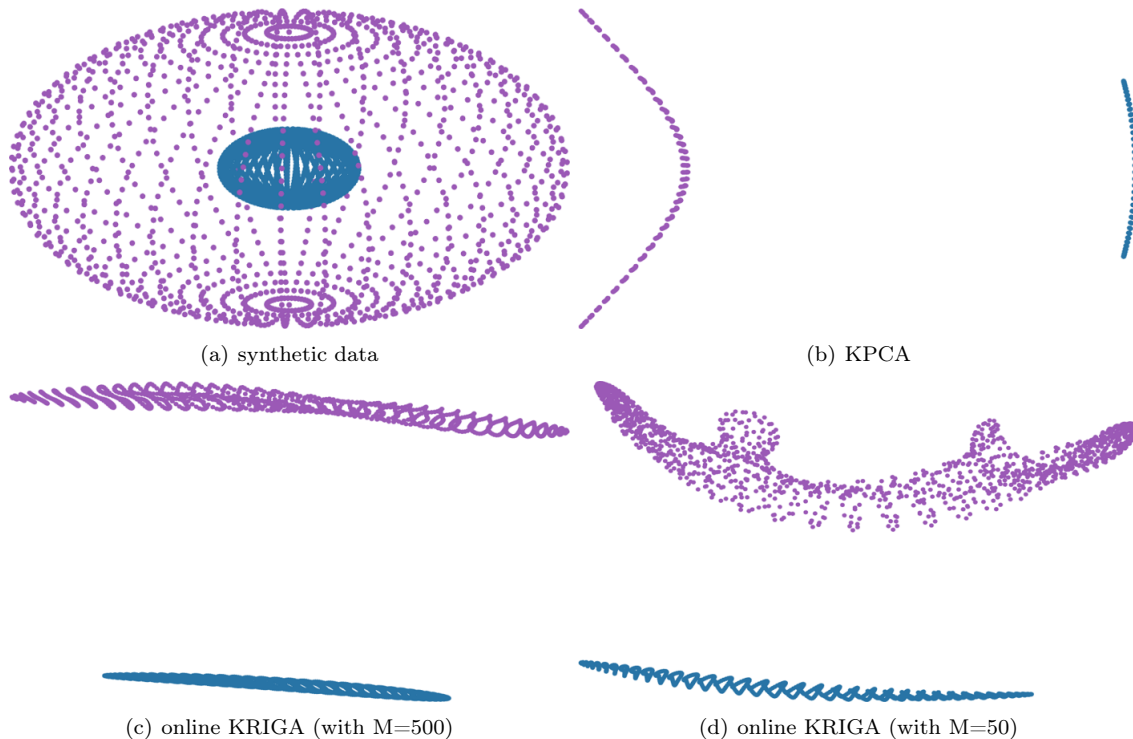 (a) synthetic data
(b) KPCA
(c) online KRIGA (with M=500)
(d) online KRIGA (with M=50)